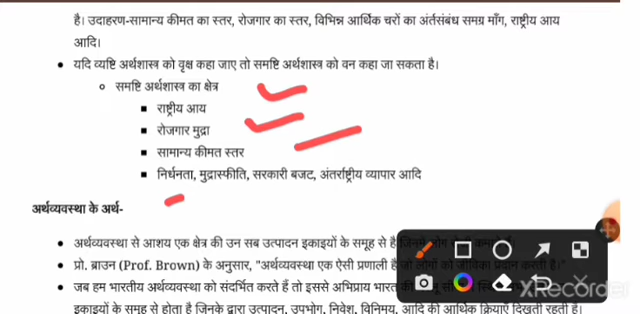 है। उदाहरण-सामान्य कीमत का स्तर, रोजगार का स्तर, विभिन्न आर्थिक चरों का अंर्तसंबंध समग्र माँग, राष्ट्रीय आय
आदि।
यदि व्यष्टि अर्थशास्त्र को वृक्ष कहा जाए तो समष्टि अर्थशास्त्र को वन कहा जा सकता है।
समष्टि अर्थशास्त्र का क्षेत्र
राष्ट्रीय आय
रोजगार मुद्रा
सामान्य कीमत स्तर
निर्धनता, मुद्रास्फीति, सरकारी बजट, अंतर्राष्ट्रीय व्यापार आदि
अर्थव्यवस्था के अर्थ-
अर्थव्यवस्था से आशय एक क्षेत्र की उन सब उत्पादन इकाइयों के समूह से है
प्रो. ब्राउन (Prof. Brown) के अनुसार, "अर्थव्यवस्था एक ऐसी प्रणाली है जो लोगों को जीविका प्रदान करती है।"
जब हम भारतीय अर्थव्यवस्था को संदर्भित करते हैं तो इससे अभिप्राय भारत
इकाइयों के समूह से होता है जिनके द्वारा उत्पादन, उपभोग, निवेश, विनिमय, आदि की आर्थिक क्रियाएं दिखती रहती हैं।
XRecorder